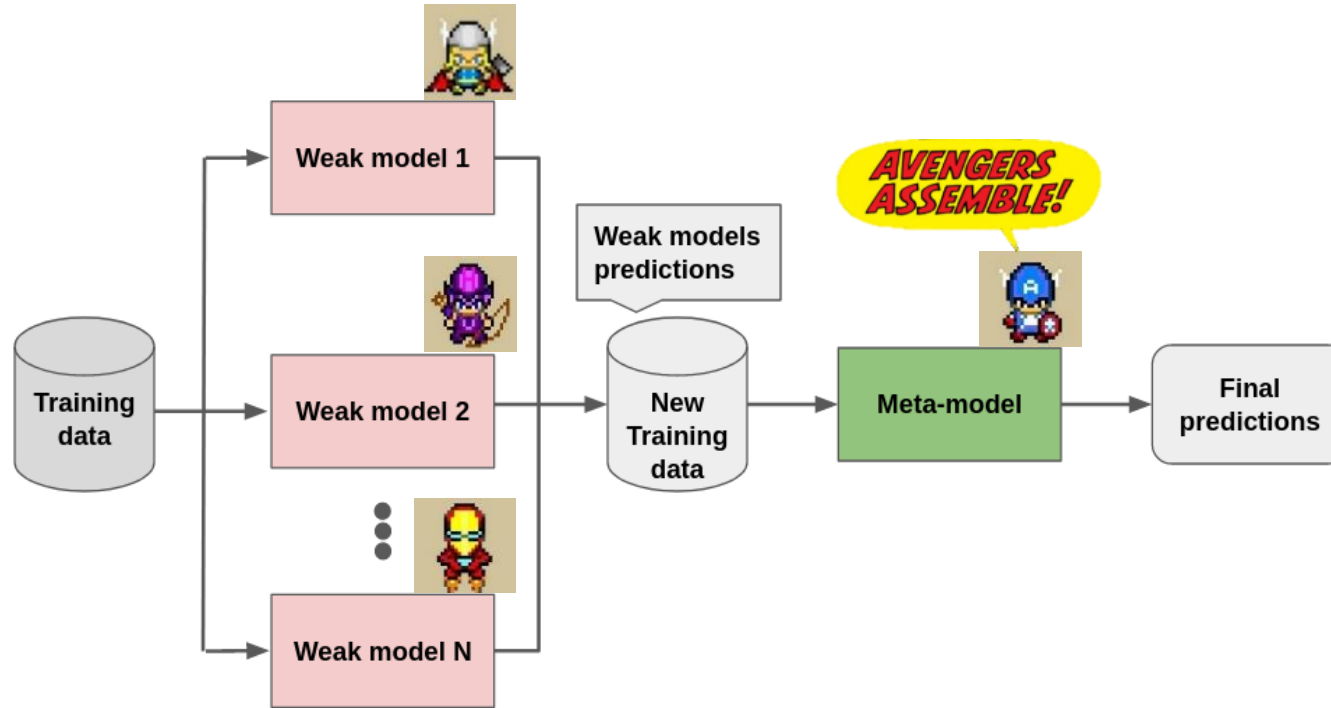 Weak model 1
AVENGERS
ASSEMBLE!
Weak models
predictions
Training
data
Weak model 2
New
Training
data
A
Meta-model
Final
predictions
Weak model N